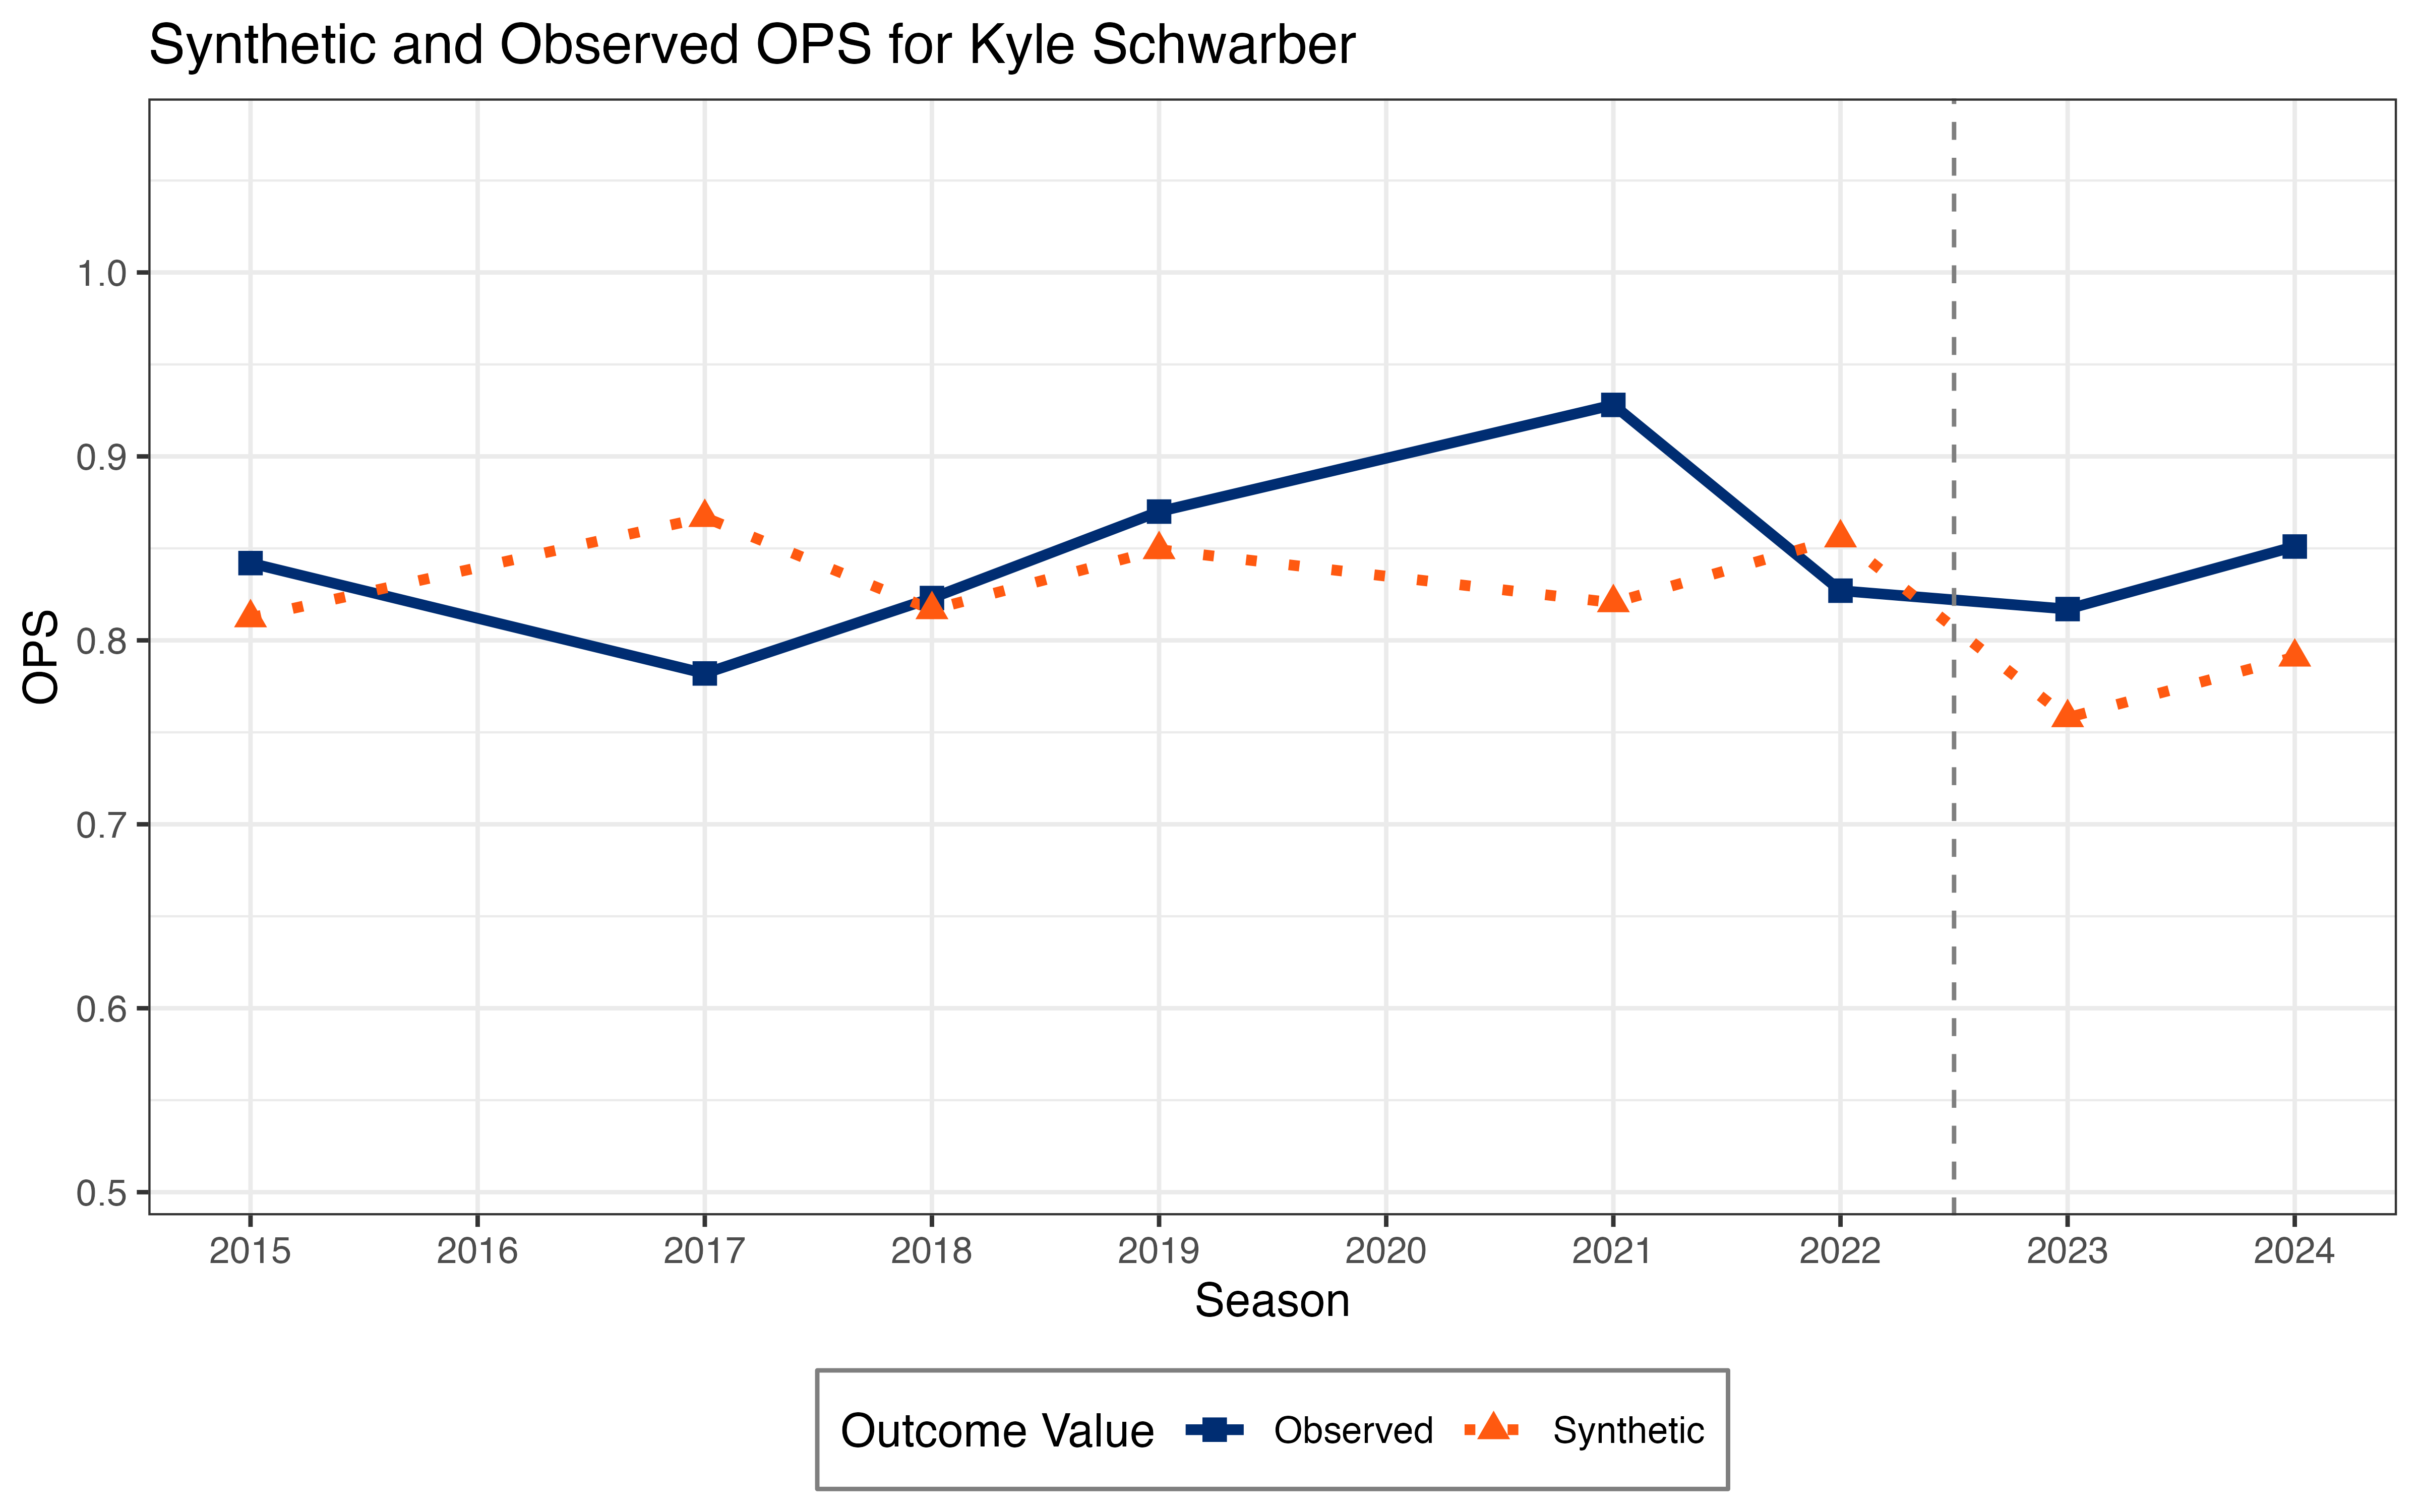 Synthetic and Observed OPS for Kyle Schwarber
OPS
1.0
0.9
0.8
0.7
0.6
0.5
2015 2016 2017 2018 2019 2020 2021 2022 2023 2024
Season
Outcome Value Observed Synthetic